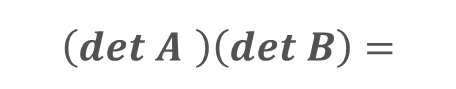 (det A )(det B) =